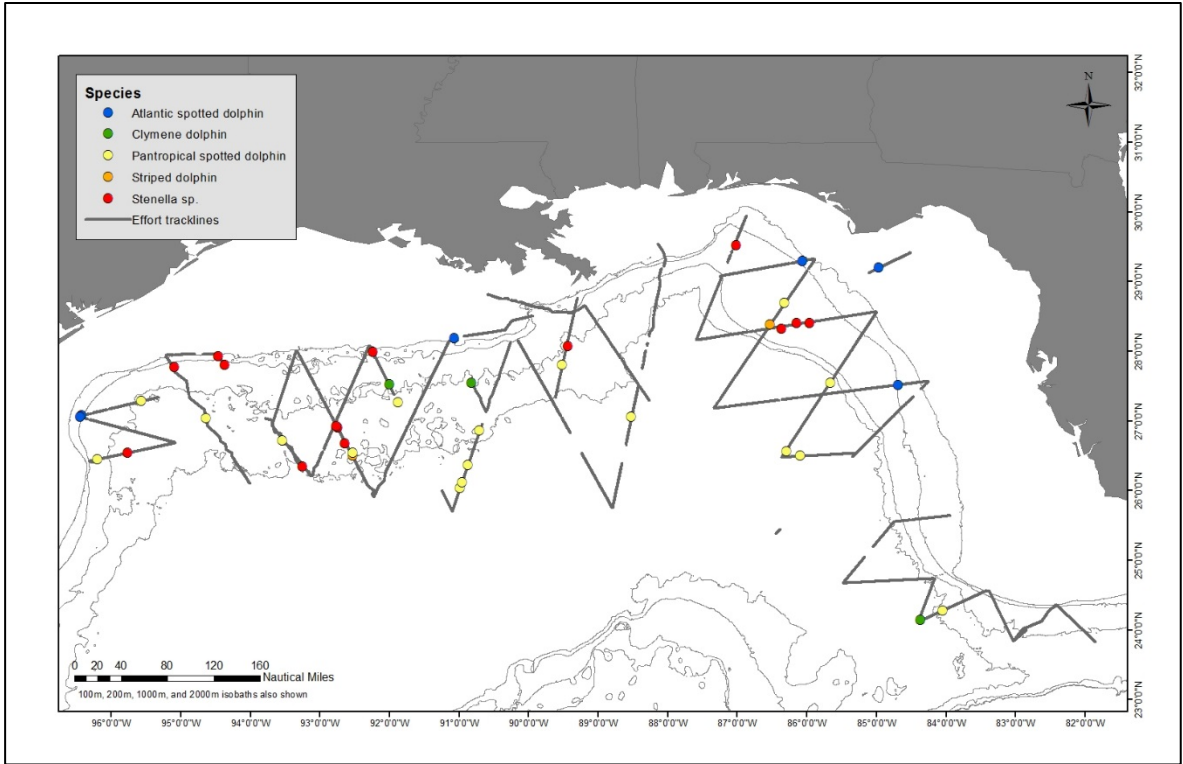 Species
Atlantic spotted dolphin
Clymene dolphin
Pantropical spotted dolphin
Striped dolphin
Stenella sp.
Effort tracklines
N
32°0'0"N
31°0'0"N
30°0'0"N
29°0'0"N
28°0'0"N
27°0'0"N
26°0'0"N
25°0'0"N
24°0'0"N
23°0'0"N
0 20 40 80 120 160
Nautical Miles
100m, 200m, 1000m, and 2000m isobaths also shown
96°0'0"W 95°0'0"W 94°0'0"W 93°0'0"W 92°0'0"W 91°0'0"W 90°0'0"W 89°0'0"W 88°0'0"W 87°0'0"W 86°0'0"W 85°0'0"W 84°0'0"W 83°0'0"W 82°0'0"W